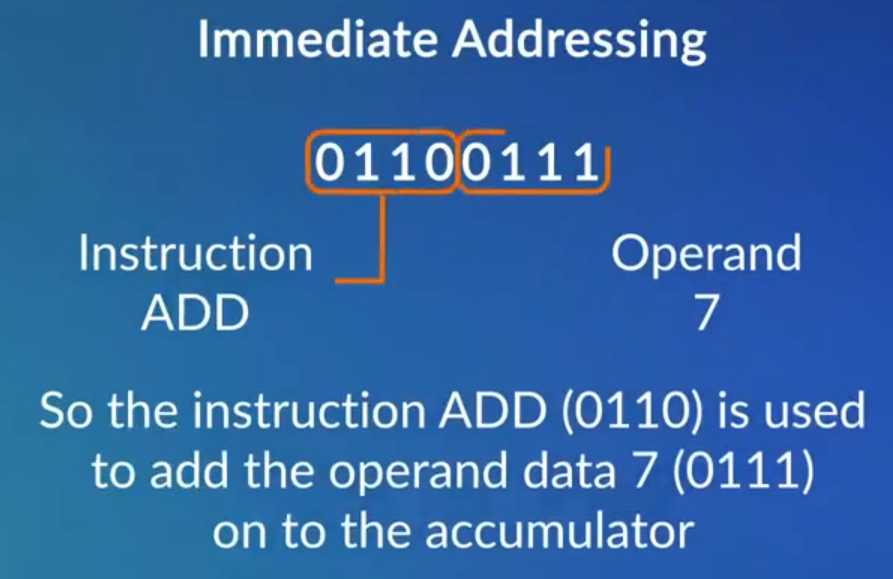 Immediate Addressing
01100111
Instruction
ADD
Operand
7
So the instruction ADD (0110) is used
to add the operand data 7 (0111)
on to the accumulator